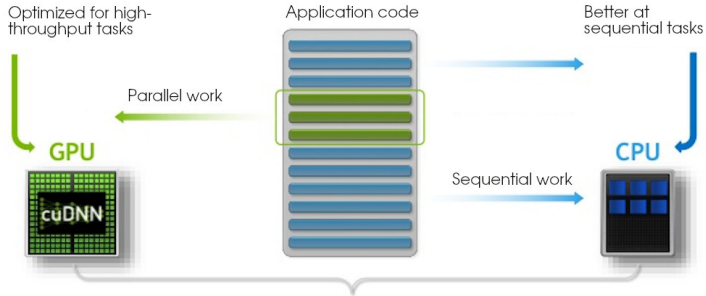 Optimized for high-
throughput tasks
Application code
Better at
sequential tasks
Parallel work
GPU
CPU
Sequential work
cuDNN